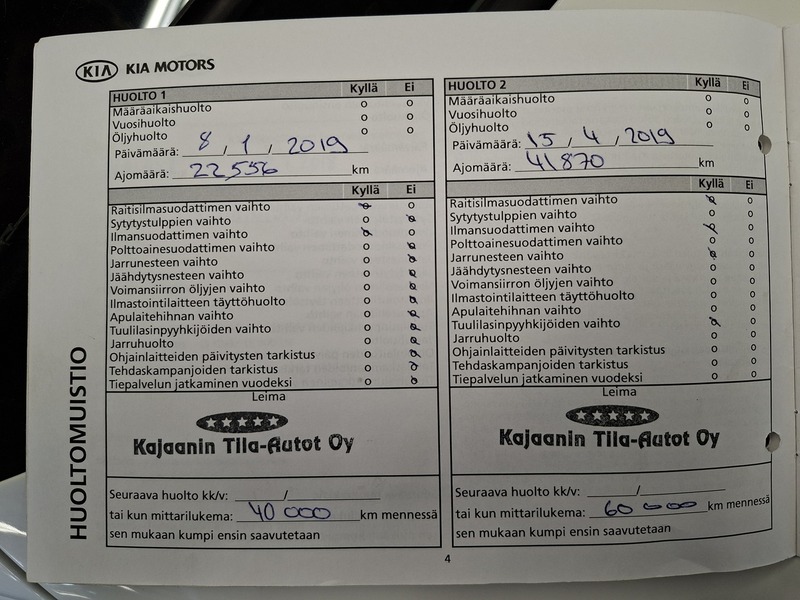 KIA KIA MOTORS
HUOLTO 1 Kyllä Ei
Määräaikaishuolto o o
Vuosihuolto o o
Öljyhuolto o o
Päivämäärä: 8 / 1 / 2019
Ajomäärä: 22,556 km
Kyllä Ei
Raitisilmasuodattimen vaihto o o
Sytytystulppien vaihto o o
Ilmansuodattimen vaihto o o
Polttoainesuodattimen vaihto o o
Jarrunesteen vaihto o o
Jäähdytysnesteen vaihto o o
Voimansiirron öljyjen vaihto o o
Ilmastointilaitteen täyttöhuolto o o
Apulaitehihnan vaihto o o
Tuulilasinpyyhkijöiden vaihto o o
Jarruhuolto o o
Ohjainlaitteiden päivitysten tarkistus o o
Tehdaskampanjoiden tarkistus o o
Tiepalvelun jatkaminen vuodeksi o o
Leima
Kajaanin Tila-Autot Oy
Seuraava huolto kk/v: /
tai kun mittarilukema: 40 000 km mennessä
sen mukaan kumpi ensin saavutetaan
HUOLTO 2 Kyllä Ei
Määräaikaishuolto o o
Vuosihuolto o o
Öljyhuolto o o
Päivämäärä: 15 / 4 / 2019
Ajomäärä: 41870 km
Kyllä Ei
Raitisilmasuodattimen vaihto o o
Sytytystulppien vaihto o o
Ilmansuodattimen vaihto o o
Polttoainesuodattimen vaihto o o
Jarrunesteen vaihto o o
Jäähdytysnesteen vaihto o o
Voimansiirron öljyjen vaihto o o
Ilmastointilaitteen täyttöhuolto o o
Apulaitehihnan vaihto o o
Tuulilasinpyyhkijöiden vaihto o o
Jarruhuolto o o
Ohjainlaitteiden päivitysten tarkistus o o
Tehdaskampanjoiden tarkistus o o
Tiepalvelun jatkaminen vuodeksi o o
Leima
Kajaanin Tila-Autot Oy
Seuraava huolto kk/v: /
tai kun mittarilukema: 60 000 km mennessä
sen mukaan kumpi ensin saavutetaan
HUOLTOMUISTIO
4